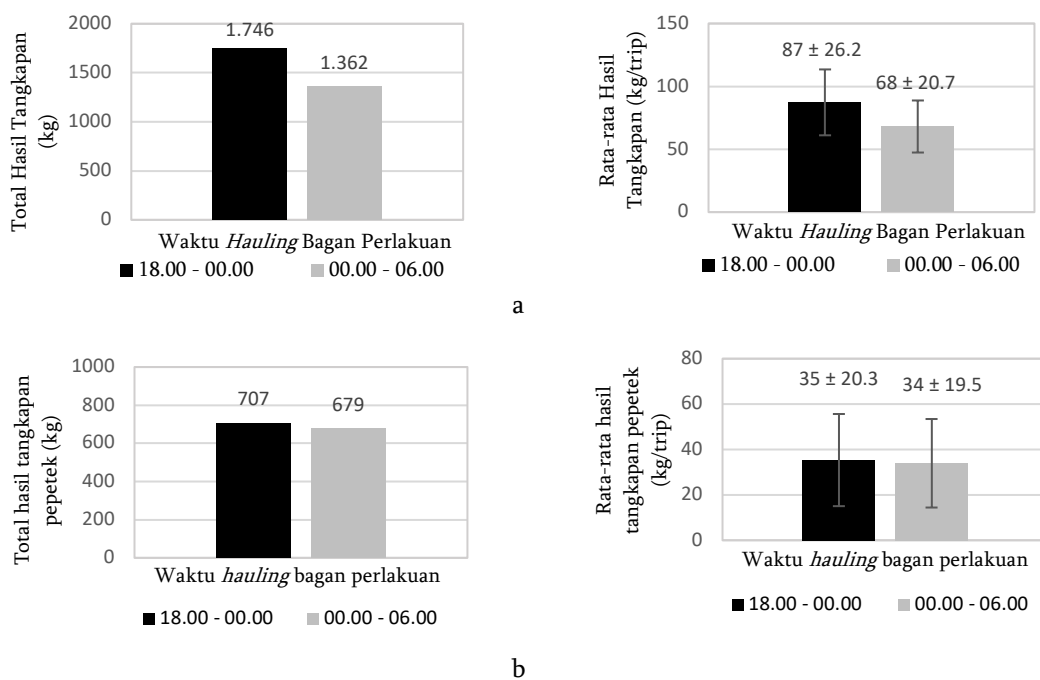 Total Hasil Tangkapan
(kg)
2000
1500
1000
500
0
1.746
1.362
Waktu Hauling Bagan Perlakuan
18.00 - 00.00 00.00 - 06.00
Rata-rata Hasil
Tangkapan (kg/trip)
150
100
50
0
87 ± 26.2
68 ± 20.7
Waktu Hauling Bagan Perlakuan
18.00 - 00.00 00.00 - 06.00
a
Total hasil tangkapan
pepetek (kg)
1000
800
600
400
200
0
707
679
Waktu hauling bagan perlakuan
18.00 - 00.00 00.00 - 06.00
Rata-rata hasil
tangkapan pepetek
(kg/trip)
80
60
40
20
0
35 ± 20.3
34 ± 19.5
Waktu hauling bagan perlakuan
18.00 - 00.00 00.00 - 06.00
b